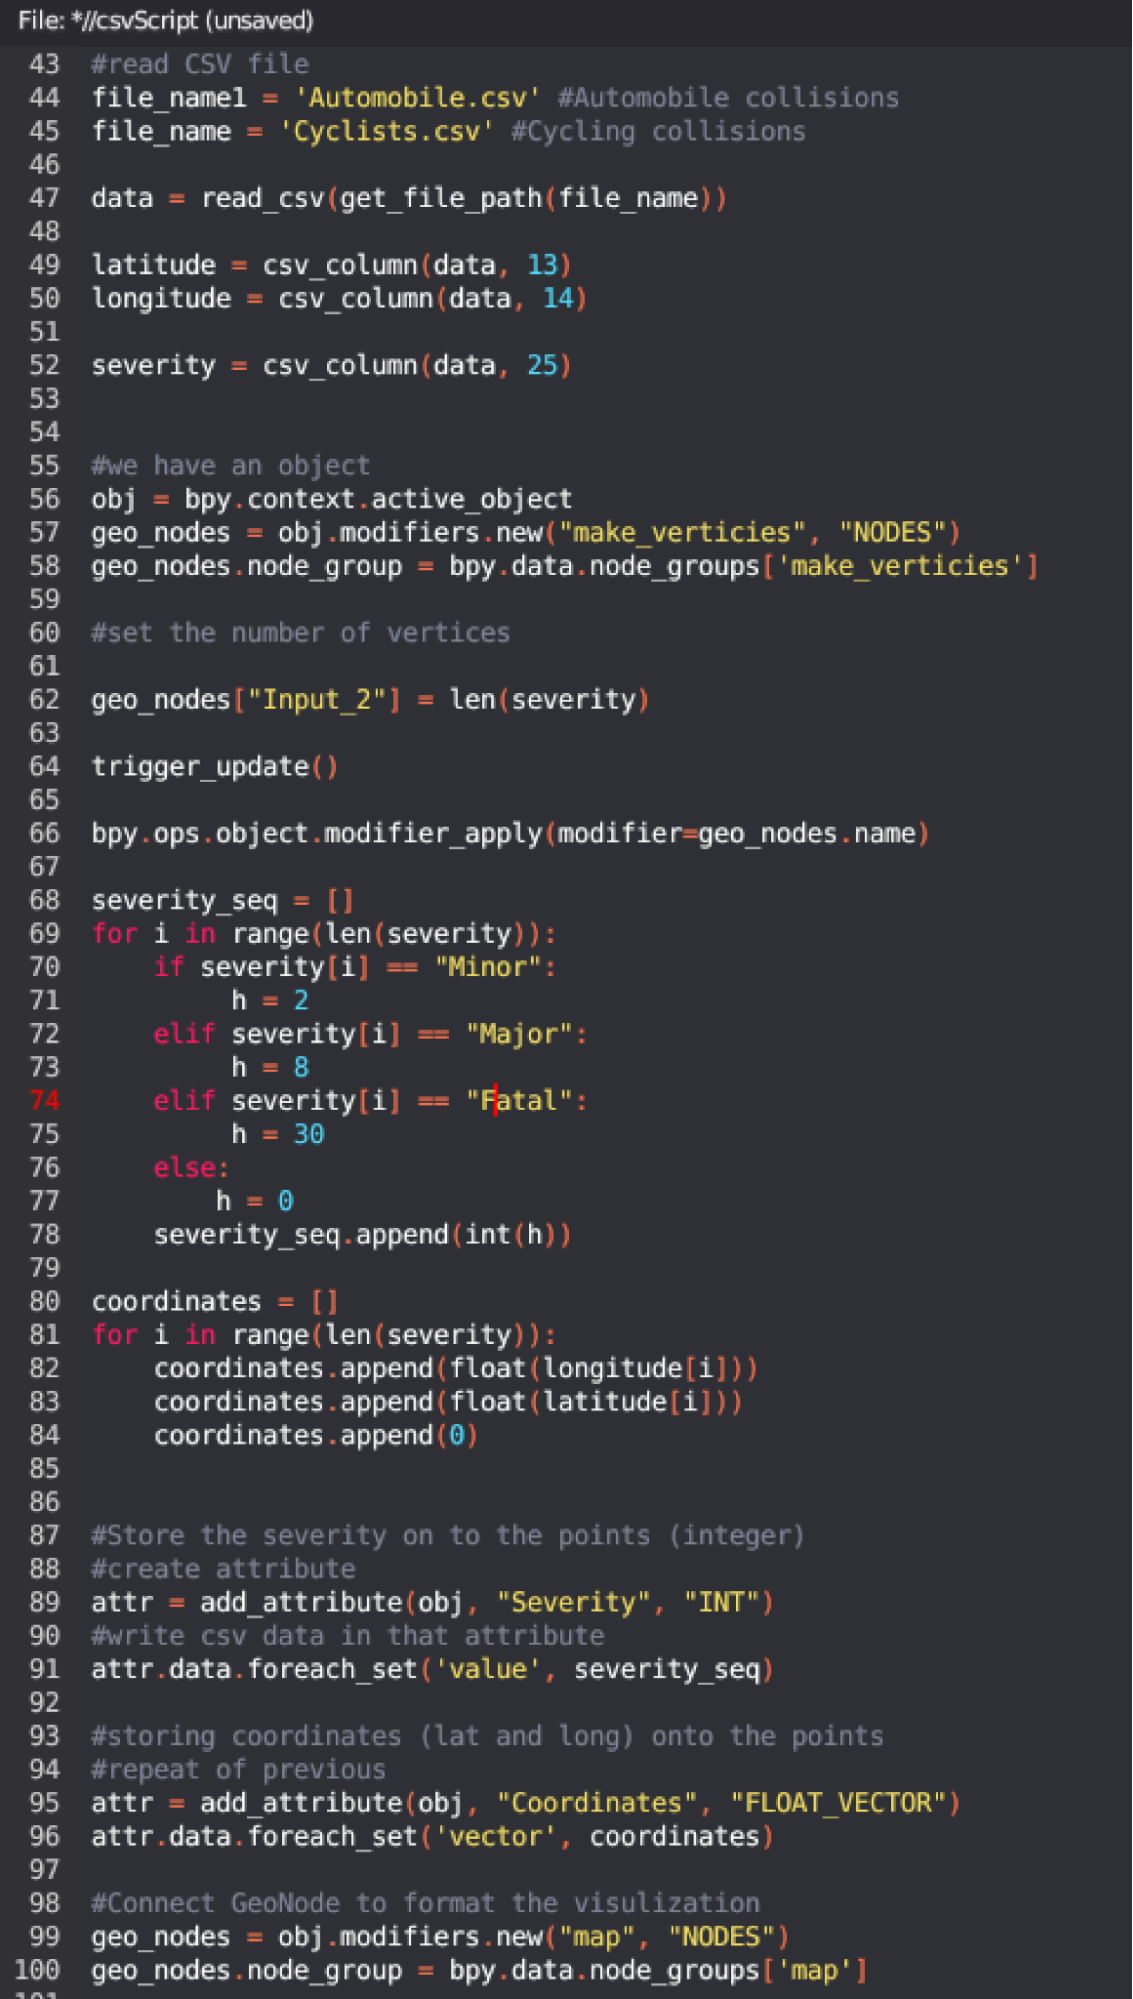 File: *//csvScript (unsaved)
43 #read CSV file
44 file_name1 = 'Automobile.csv' #Automobile collisions
45 file_name = 'Cyclists.csv' #Cycling collisions
46
47 data = read_csv(get_file_path(file_name))
48
49 latitude = csv_column(data, 13)
50 longitude = csv_column(data, 14)
51
52 severity = csv_column(data, 25)
53
54
55 #we have an object
56 obj = bpy.context.active_object
57 geo_nodes = obj.modifiers.new("make_verticies", "NODES")
58 geo_nodes.node_group = bpy.data.node_groups['make_verticies']
59
60 #set the number of vertices
61
62 geo_nodes["Input_2"] = len(severity)
63
64 trigger_update()
65
66 bpy.ops.object.modifier_apply(modifier=geo_nodes.name)
67
68 severity_seq = []
69 for i in range(len(severity)):
70     if severity[i] == "Minor":
71          h = 2
72     elif severity[i] == "Major":
73          h = 8
74     elif severity[i] == "Fatal":
75          h = 30
76     else:
77         h = 0
78     severity_seq.append(int(h))
79
80 coordinates = []
81 for i in range(len(severity)):
82     coordinates.append(float(longitude[i]))
83     coordinates.append(float(latitude[i]))
84     coordinates.append(0)
85
86
87 #Store the severity on to the points (integer)
88 #create attribute
89 attr = add_attribute(obj, "Severity", "INT")
90 #write csv data in that attribute
91 attr.data.foreach_set('value', severity_seq)
92
93 #storing coordinates (lat and long) onto the points
94 #repeat of previous
95 attr = add_attribute(obj, "Coordinates", "FLOAT_VECTOR")
96 attr.data.foreach_set('vector', coordinates)
97
98 #Connect GeoNode to format the visulization
99 geo_nodes = obj.modifiers.new("map", "NODES")
100 geo_nodes.node_group = bpy.data.node_groups['map']